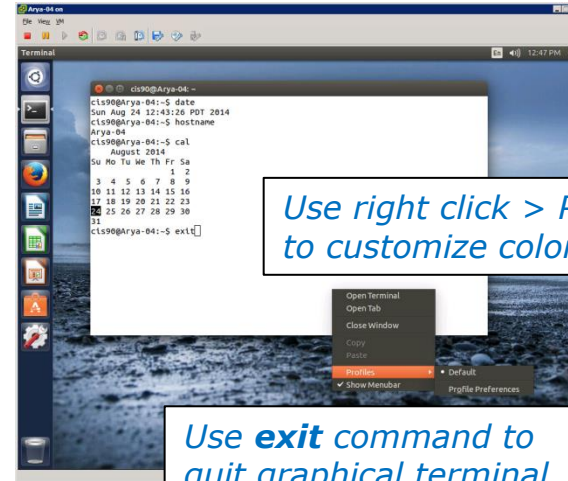 Arya-04 on
File View VM
Terminal
En 12:47 PM
cis90@Arya-04: ~
cis90@Arya-04:~$ date
Sun Aug 24 12:43:26 PDT 2014
cis90@Arya-04:~$ hostname
Arya-04
cis90@Arya-04:~$ cal
August 2014
Su Mo Tu We Th Fr Sa
1 2
3 4 5 6 7 8 9
10 11 12 13 14 15 16
17 18 19 20 21 22 23
24 25 26 27 28 29 30
31
cis90@Arya-04:~$ exit
Use right click > P
to customize color
Open Terminal
Open Tab
Close Window
Copy
Paste
Profiles
Default
Show Menubar
Profile Preferences
Use exit command to
quit graphical terminal